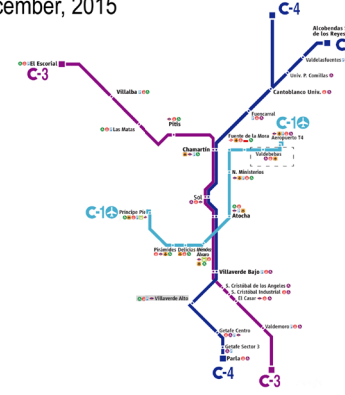 cember, 2015
C-4
Alcobendas S.S.
de los Reyes
C
Valdelasfuentes
El Escorial
C-3
Univ. P. Comillas
Cantoblanco Univ.
Villalba
Pitis
Las Matas
Fuencarral
Fuente de la Mora
C-1
Aeropuerto T4
Chamartín
Valdebebas
N. Ministerios
Sol
C-1
Príncipe Pío
Atocha
Pirámides
Delicias
Méndez
Álvaro
Villaverde Bajo
S. Cristóbal de los Angeles
S. Cristóbal Industrial
El Casar
Villaverde Alto
Valdemoro
Getafe Centro
Getafe Sector 3
Parla
C-4
C-3